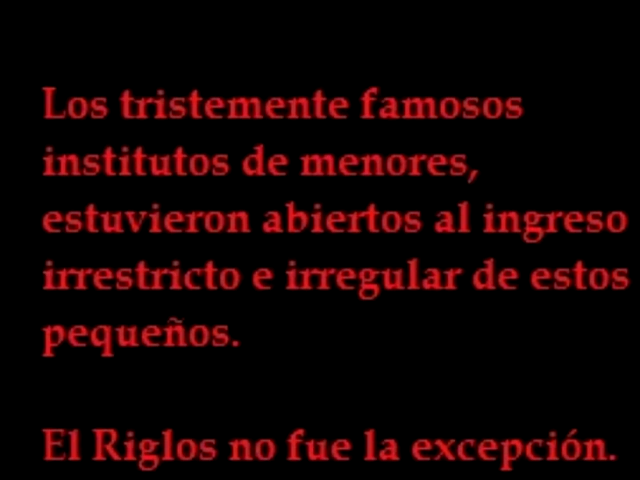 Los tristemente famosos
institutos de menores,
estuvieron abiertos al ingreso
irrestricto e irregular de estos
pequeños.
El Riglos no fue la excepción.